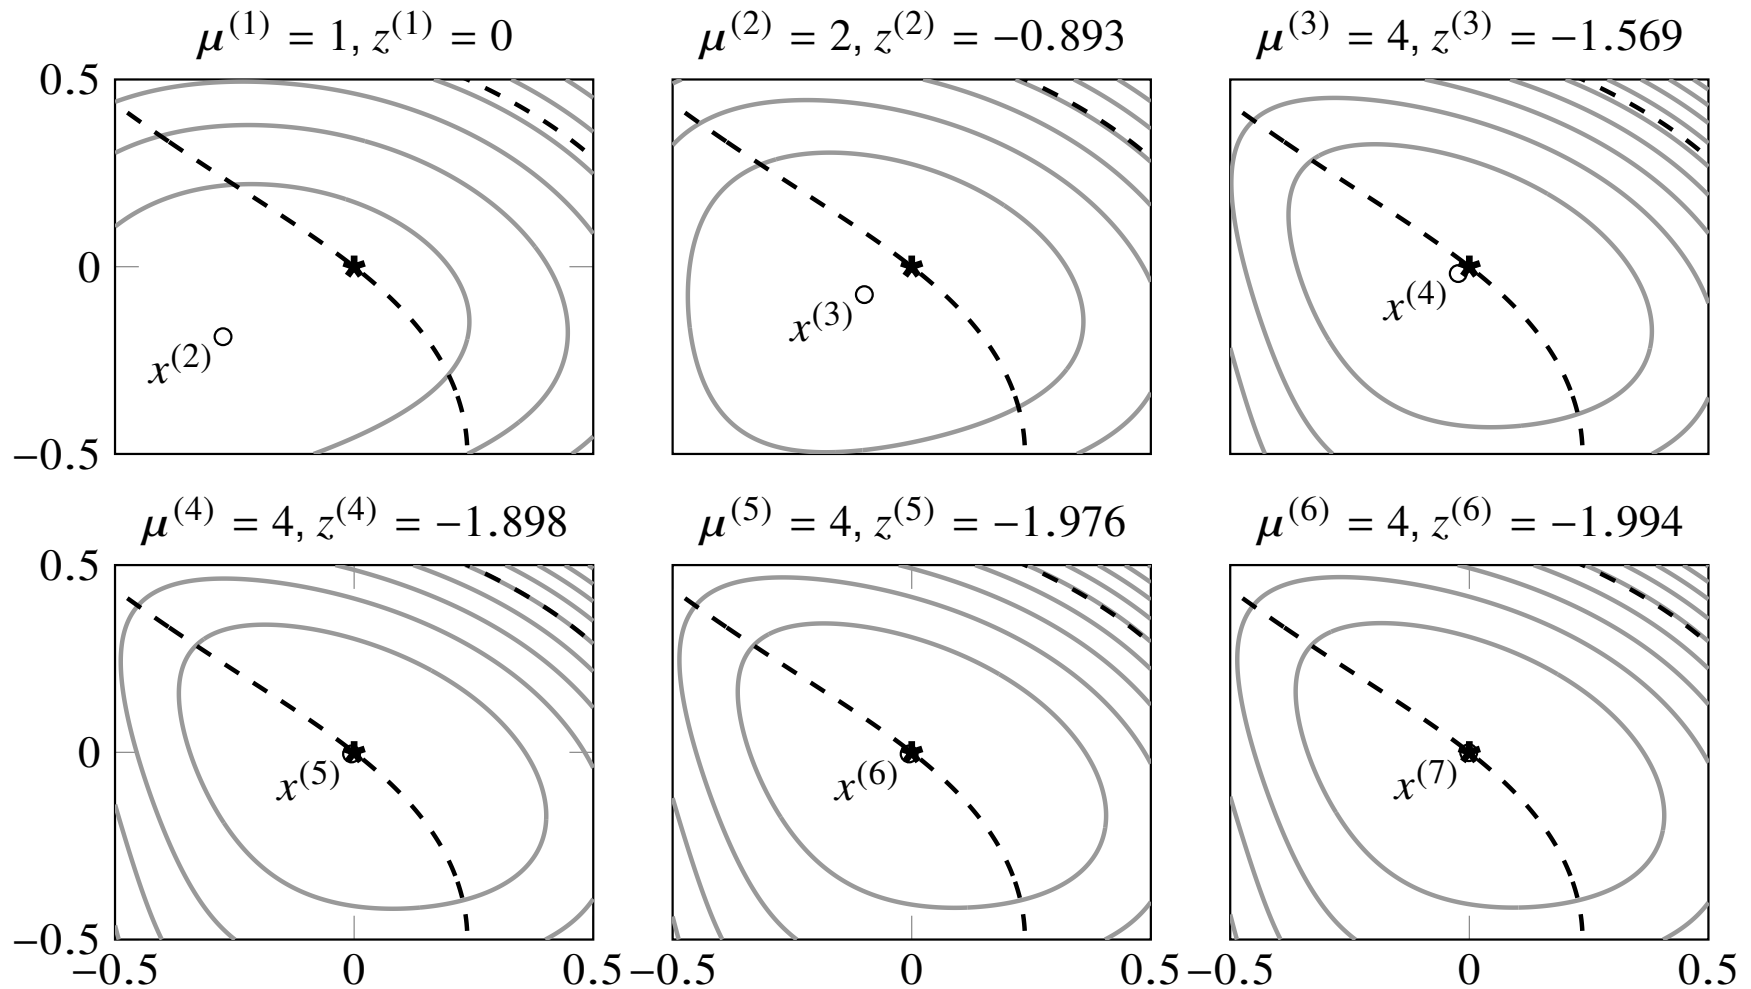 μ⁽¹⁾ = 1, z⁽¹⁾ = 0
μ⁽²⁾ = 2, z⁽²⁾ = −0.893
μ⁽³⁾ = 4, z⁽³⁾ = −1.569
0.5
0
−0.5
x⁽²⁾
x⁽³⁾
x⁽⁴⁾
μ⁽⁴⁾ = 4, z⁽⁴⁾ = −1.898
μ⁽⁵⁾ = 4, z⁽⁵⁾ = −1.976
μ⁽⁶⁾ = 4, z⁽⁶⁾ = −1.994
0.5
0
−0.5
x⁽⁵⁾
x⁽⁶⁾
x⁽⁷⁾
−0.5 0 0.5 −0.5 0 0.5 −0.5 0 0.5